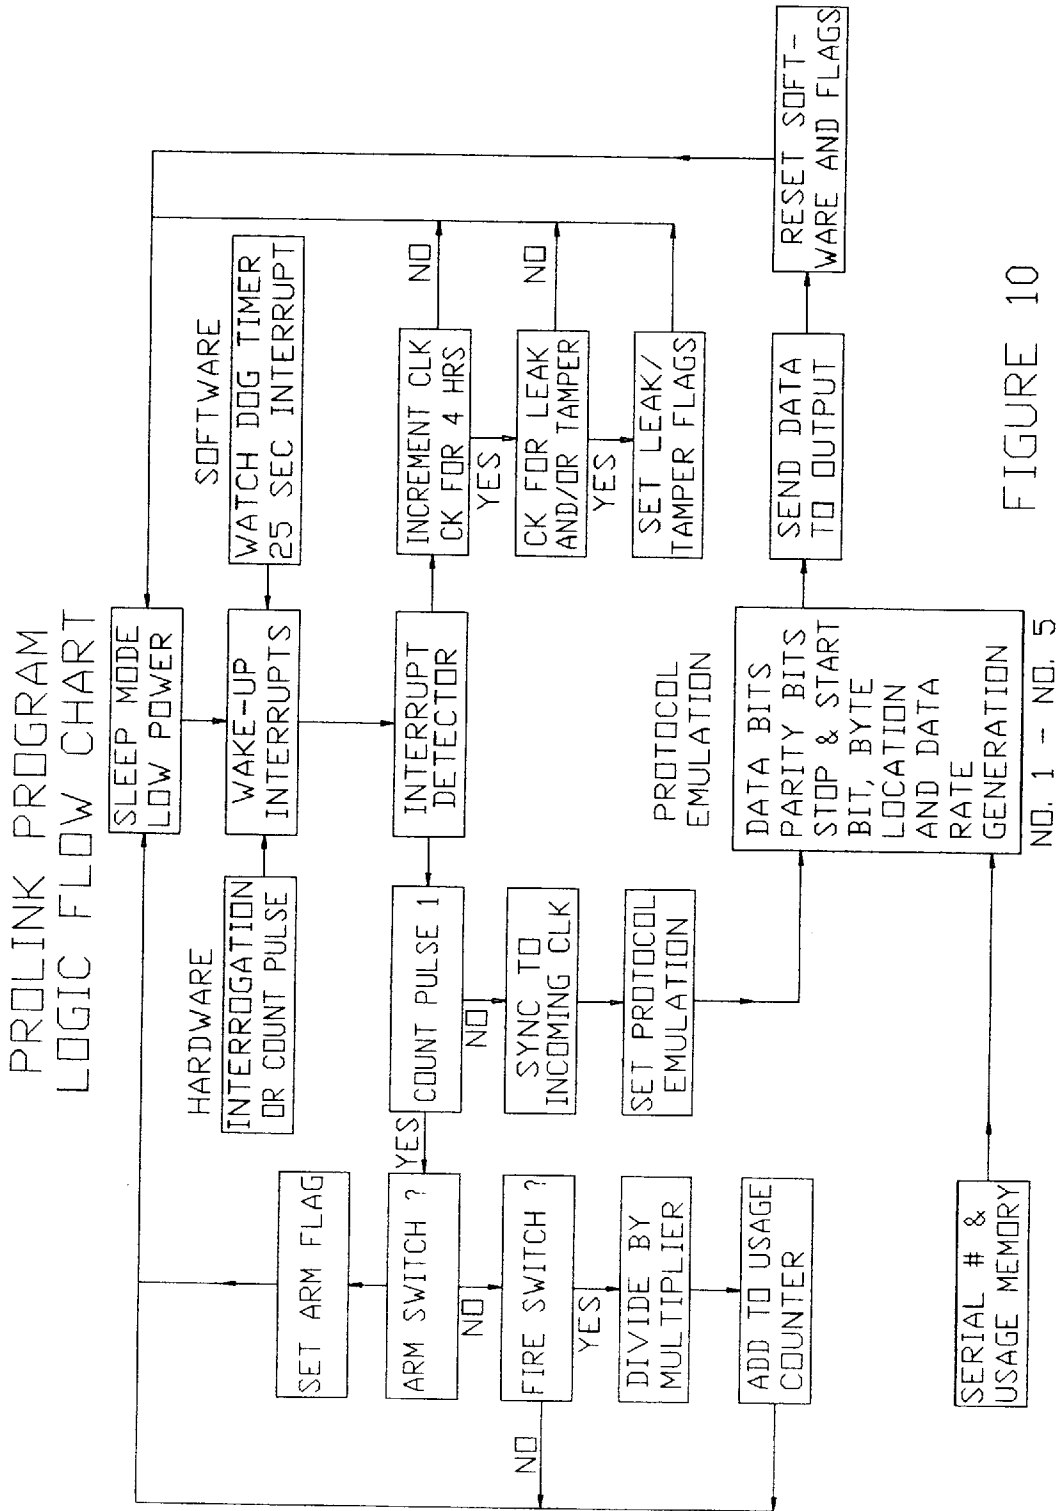 PROLINK PROGRAM
LOGIC FLOW CHART
SLEEP MODE
LOW POWER
HARDWARE
INTERROGATION
OR COUNT PULSE
WAKE-UP
INTERRUPTS
SOFTWARE
WATCH DOG TIMER
25 SEC INTERRUPT
SET ARM FLAG
ARM SWITCH ?
YES
COUNT PULSE 1
INTERRUPT
DETECTOR
INCREMENT CLK
CK FOR 4 HRS
NO
NO
NO
YES
FIRE SWITCH ?
NO
SYNC TO
INCOMING CLK
CK FOR LEAK
AND/OR TAMPER
NO
YES
YES
DIVIDE BY
MULTIPLIER
SET PROTOCOL
EMULATION
SET LEAK/
TAMPER FLAGS
PROTOCOL
EMULATION
ADD TO USAGE
COUNTER
DATA BITS
PARITY BITS
STOP & START
BIT, BYTE
LOCATION
AND DATA
RATE
GENERATION
NO. 1 - NO. 5
SEND DATA
TO OUTPUT
RESET SOFT-
WARE AND FLAGS
SERIAL # &
USAGE MEMORY
FIGURE 10